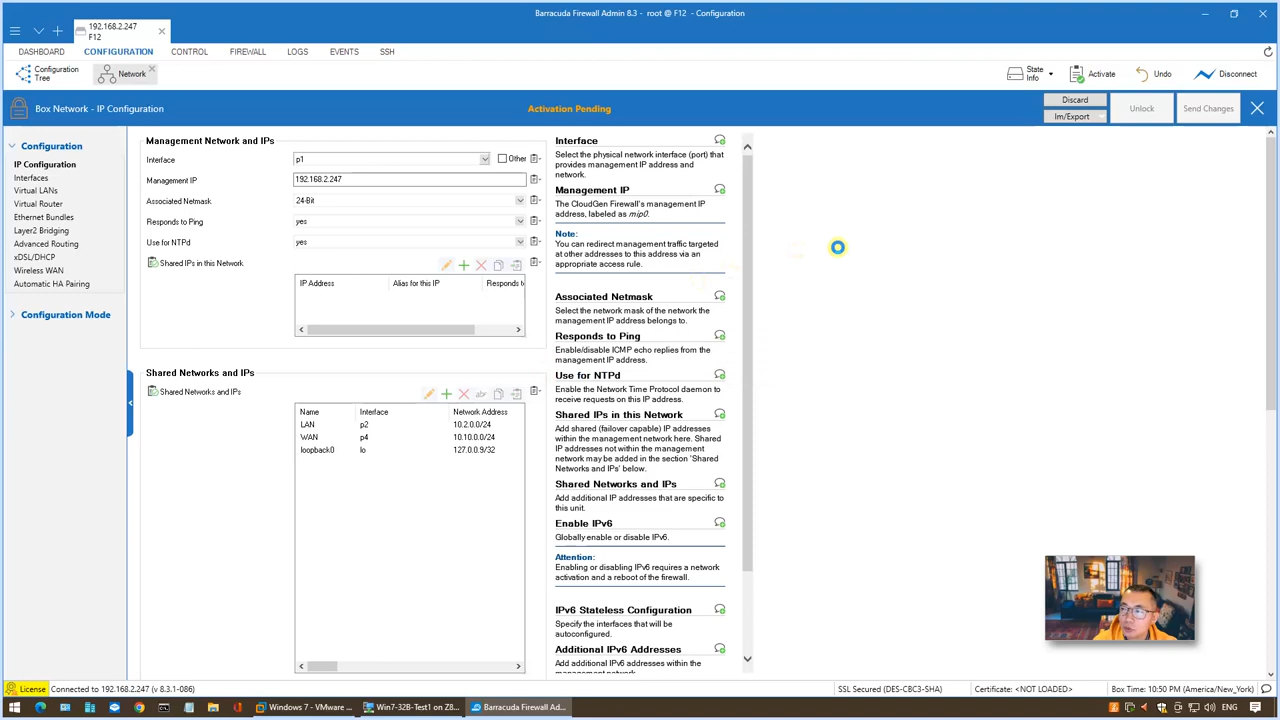 Barracuda Firewall Admin 8.3 - root @ F12 - Configuration
192.168.2.247
F12
DASHBOARD CONFIGURATION CONTROL FIREWALL LOGS EVENTS SSH
Configuration Tree
Network
State Info
Activate
Undo
Disconnect
Box Network - IP Configuration
Activation Pending
Discard
Im/Export
Unlock
Send Changes
Configuration
IP Configuration
Interfaces
Virtual LANs
Virtual Router
Ethernet Bundles
Layer2 Bridging
Advanced Routing
xDSL/DHCP
Wireless WAN
Automatic HA Pairing
Configuration Mode
Management Network and IPs
Interface p1 Other
Management IP 192.168.2.247
Associated Netmask 24-Bit
Responds to Ping yes
Use for NTPd yes
Shared IPs in this Network
IP Address Alias for this IP Responds t
Shared Networks and IPs
Shared Networks and IPs
Name Interface Network Address
LAN p2 10.2.0.0/24
WAN p4 10.10.0.0/24
loopback0 lo 127.0.0.9/32
Interface
Select the physical network interface (port) that
provides management IP address and
network.
Management IP
The CloudGen Firewall's management IP
address, labeled as mip0.
Note:
You can redirect management traffic targeted
at other addresses to this address via an
appropriate access rule.
Associated Netmask
Select the network mask of the network the
management IP address belongs to.
Responds to Ping
Enable/disable ICMP echo replies from the
management IP address.
Use for NTPd
Enable the Network Time Protocol daemon to
receive requests on this IP address.
Shared IPs in this Network
Add shared (failover capable) IP addresses
within the management network here. Shared
IP addresses not within the management
network may be added in the section 'Shared
Networks and IPs' below.
Shared Networks and IPs
Add additional IP addresses that are specific to
this unit.
Enable IPv6
Globally enable or disable IPv6.
Attention:
Enabling or disabling IPv6 requires a network
activation and a reboot of the firewall.
IPv6 Stateless Configuration
Specify the interfaces that will be
autoconfigured.
Additional IPv6 Addresses
Add additional IPv6 addresses within the
management network.
License Connected to 192.168.2.247 (v 8.3.1-086)
SSL Secured (DES-CBC3-SHA) Certificate: <NOT LOADED> Box Time: 10:50 PM (America/New_York)
Windows 7 - VMware ... Win7-32B-Test1 on Z8... Barracuda Firewall Ad... ENG